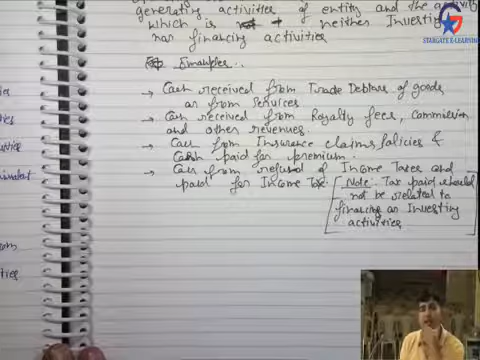 generating activities of entity and the activity
which is neither Investing
nor financing activities
Examples..
→ Cash received from Trade Debtors of goods
or from services
→ Cash received from Royalty fees, commission
and other revenues.
→ Cash from Insurance claims policies &
Cash paid for premium.
→ Cash from refund of Income Taxes and
paid for Income Tax.
Note: Tax paid should
not be related to
financing or Investing
activities
STARGATE E-LEARNING